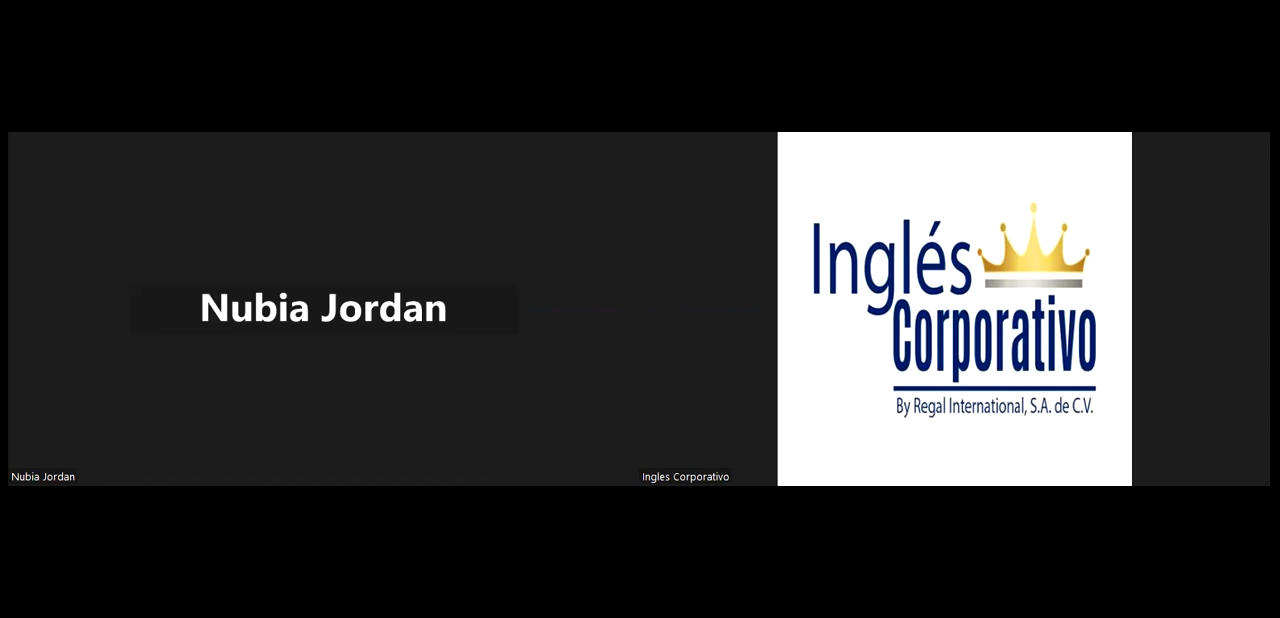 Nubia Jordan
Nubia Jordan
Inglés
Corporativo
By Regal International, S.A. de C.V.
Ingles Corporativo